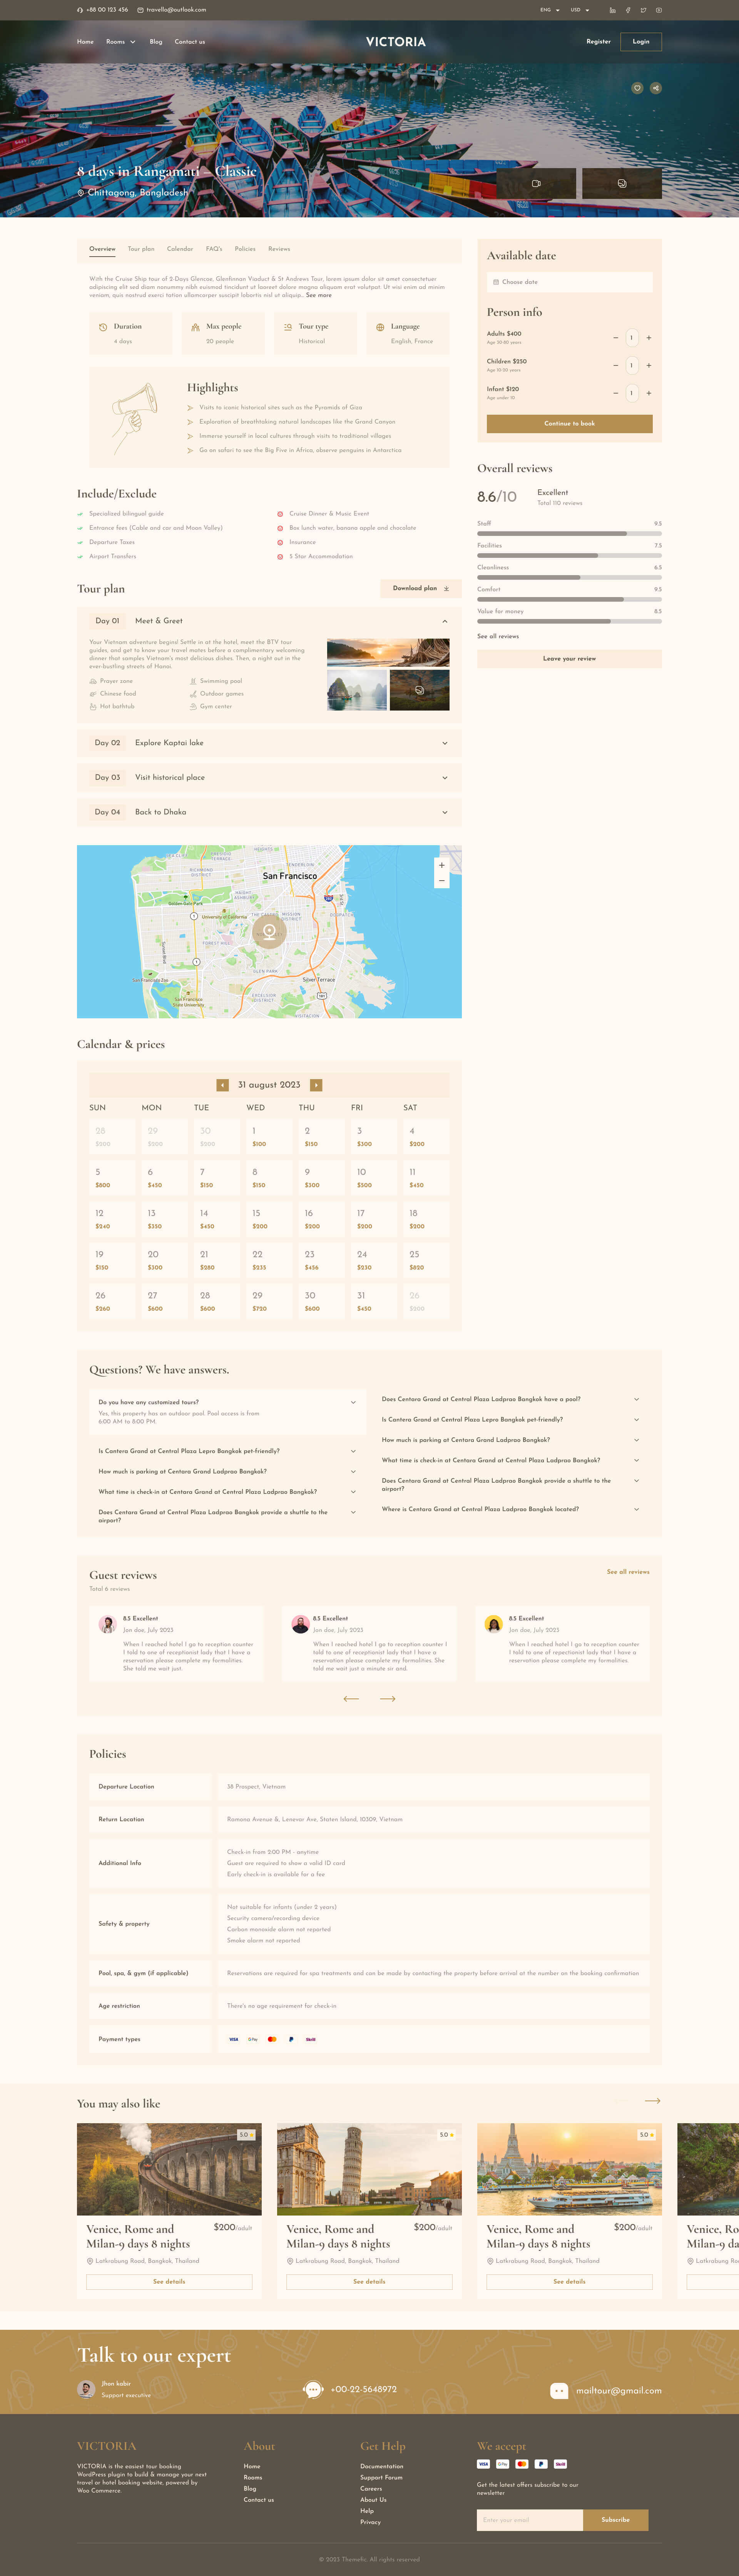 +88 00 123 456
travello@outlook.com
ENG
USD
Home
Rooms
Blog
Contact us
VICTORIA
Register
Login
8 days in Rangamati – Classic
Chittagong, Bangladesh
Overview
Tour plan
Calendar
FAQ's
Policies
Reviews
With the Cruise Ship tour of 2-Days Glencoe, Glenfinnan Viaduct & St Andrews Tour, lorem ipsum dolor sit amet consectetuer
adipiscing elit sed diam nonummy nibh euismod tincidunt ut laoreet dolore magna aliquam erat volutpat. Ut wisi enim ad minim
veniam, quis nostrud exerci tation ullamcorper suscipit lobortis nisl ut aliquip... See more
Duration
4 days
Max people
20 people
Tour type
Historical
Language
English, France
Highlights
Visits to iconic historical sites such as the Pyramids of Giza
Exploration of breathtaking natural landscapes like the Grand Canyon
Immerse yourself in local cultures through visits to traditional villages
Go on safari to see the Big Five in Africa, observe penguins in Antarctica
Available date
Choose date
Person info
Adults $400
1
Children $250
1
Infant $120
Age under 10
1
Continue to book
Include/Exclude
Specialized bilingual guide
Entrance fees (Cable and car and Moon Valley)
Departure Taxes
Airport Transfers
Cruise Dinner & Music Event
Box lunch water, banana apple and chocolate
Insurance
5 Star Accommodation
Overall reviews
8.6/10
Excellent
Total 110 reviews
Staff 9.5
Facilities 7.5
Cleanliness 6.5
Comfort 9.5
Value for money 8.5
See all reviews
Leave your review
Tour plan
Download plan
Day 01
Meet & Greet
Your Vietnam adventure begins! Settle in at the hotel, meet the BTV tour
guides, and get to know your travel mates before a complimentary welcoming
dinner that samples Vietnam's most delicious dishes. Then, a night out in the
ever-bustling streets of Hanoi.
Prayer zone
Swimming pool
Chinese food
Outdoor games
Hot bathtub
Gym center
Day 02
Explore Kaptai lake
Day 03
Visit historical place
Day 04
Back to Dhaka
San Francisco
RICHMOND
DISTRICT
Golden Gate Park
University of California
MISSION
DISTRICT
GLEN PARK
Silver Terrace
EXCELSIOR
DISTRICT
San Francisco
State University
VISITACION
Calendar & prices
31 august 2023
SUN MON TUE WED THU FRI SAT
28 29 30 1 2 3 4
$200 $200 $200 $100 $150 $300 $200
5 6 7 8 9 10 11
$800 $450 $150 $150 $300 $500 $450
12 13 14 15 16 17 18
$240 $350 $450 $200 $200 $200 $200
19 20 21 22 23 24 25
$150 $300 $280 $235 $456 $230 $820
26 27 28 29 30 31 26
$260 $600 $600 $720 $600 $450 $200
Questions? We have answers.
Do you have any customized tours?
Yes, this property has an outdoor pool. Pool access is from
6:00 AM to 8:00 PM.
Is Cantera Grand at Central Plaza Lepro Bangkok pet-friendly?
How much is parking at Centara Grand Ladprao Bangkok?
What time is check-in at Centara Grand at Central Plaza Ladprao Bangkok?
Does Centara Grand at Central Plaza Ladprao Bangkok provide a shuttle to the
airport?
Does Centara Grand at Central Plaza Ladprao Bangkok have a pool?
Is Cantera Grand at Central Plaza Lepro Bangkok pet-friendly?
How much is parking at Centara Grand Ladprao Bangkok?
What time is check-in at Centara Grand at Central Plaza Ladprao Bangkok?
Does Centara Grand at Central Plaza Ladprao Bangkok provide a shuttle to the
airport?
Where is Centara Grand at Central Plaza Ladprao Bangkok located?
Guest reviews
Total 6 reviews
See all reviews
8.5 Excellent
Jon doe, July 2023
When I reached hotel I go to reception counter
I told to one of receptionist lady that I have a
reservation please complete my formalities.
She told me wait just.
8.5 Excellent
Jon doe, July 2023
When I reached hotel I go to reception counter I
told to one of receptionist lady that I have a
reservation please complete my formalities. She
told me wait just a minute sir and.
8.5 Excellent
Jon doe, July 2023
When I reached hotel I go to reception counter
I told to one of receptionist lady that I have a
reservation please complete my formalities.
Policies
Departure Location
38 Prospect, Vietnam
Return Location
Ramona Avenue &, Lenevar Ave, Staten Island, 10309, Vietnam
Additional Info
Check-in from 2:00 PM - anytime
Guest are required to show a valid ID card
Early check-in is available for a fee
Safety & property
Not suitable for infants (under 2 years)
Security camera/recording device
Carbon monoxide alarm not reported
Smoke alarm not reported
Pool, spa, & gym (if applicable)
Reservations are required for spa treatments and can be made by contacting the property before arrival at the number on the booking confirmation
Age restriction
There's no age requirement for check-in
Payment types
VISA
G Pay
Skrill
You may also like
5.0
Venice, Rome and
Milan-9 days 8 nights
$200/adult
Latkrabung Road, Bangkok, Thailand
See details
5.0
Venice, Rome and
Milan-9 days 8 nights
$200/adult
Latkrabung Road, Bangkok, Thailand
See details
5.0
Venice, Rome and
Milan-9 days 8 nights
$200/adult
Latkrabung Road, Bangkok, Thailand
See details
Venice, Ro
Milan-9 da
Latkrabung Roa
Talk to our expert
Jhon kabir
Support executive
+00-22-5648972
mailtour@gmail.com
VICTORIA
VICTORIA is the easiest tour booking
WordPress plugin to build & manage your next
travel or hotel booking website, powered by
Woo Commerce.
About
Home
Rooms
Blog
Contact us
Get Help
Documentation
Support Forum
Careers
About Us
Help
Privacy
We accept
VISA
G Pay
Skrill
Get the latest offers subscribe to our
newsletter
Enter your email
Subscribe
© 2023 Themefic, All rights reserved